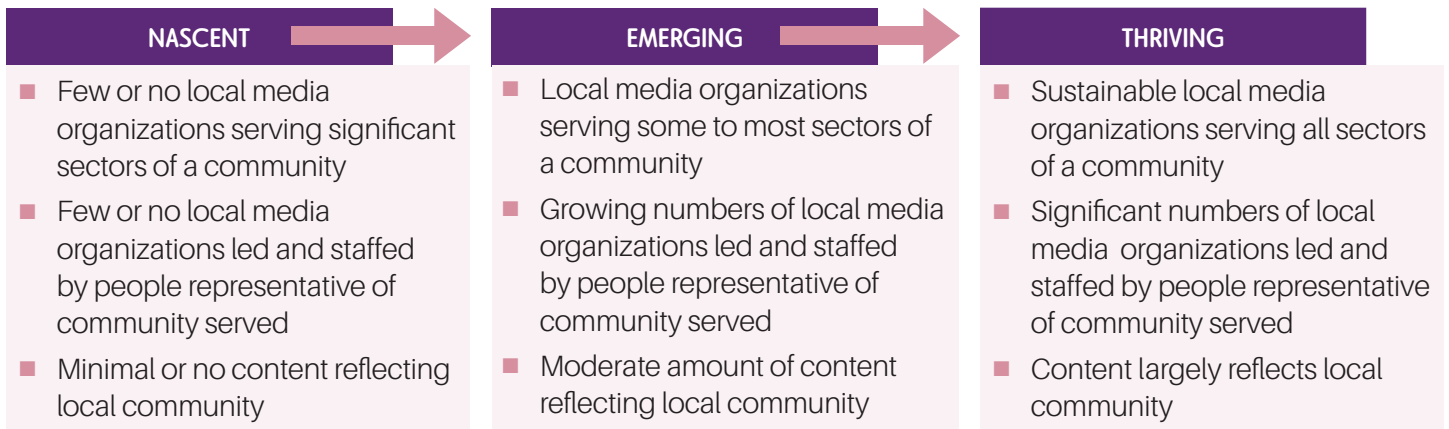 NASCENT
Few or no local media
organizations serving significant
sectors of a community
Few or no local media
organizations led and staffed
by people representative of
community served
Minimal or no content reflecting
local community
EMERGING
Local media organizations
serving some to most sectors of
a community
Growing numbers of local media
organizations led and staffed
by people representative of
community served
Moderate amount of content
reflecting local community
THRIVING
Sustainable local media
organizations serving all sectors
of a community
Significant numbers of local
media organizations led and
staffed by people representative
of community served
Content largely reflects local
community